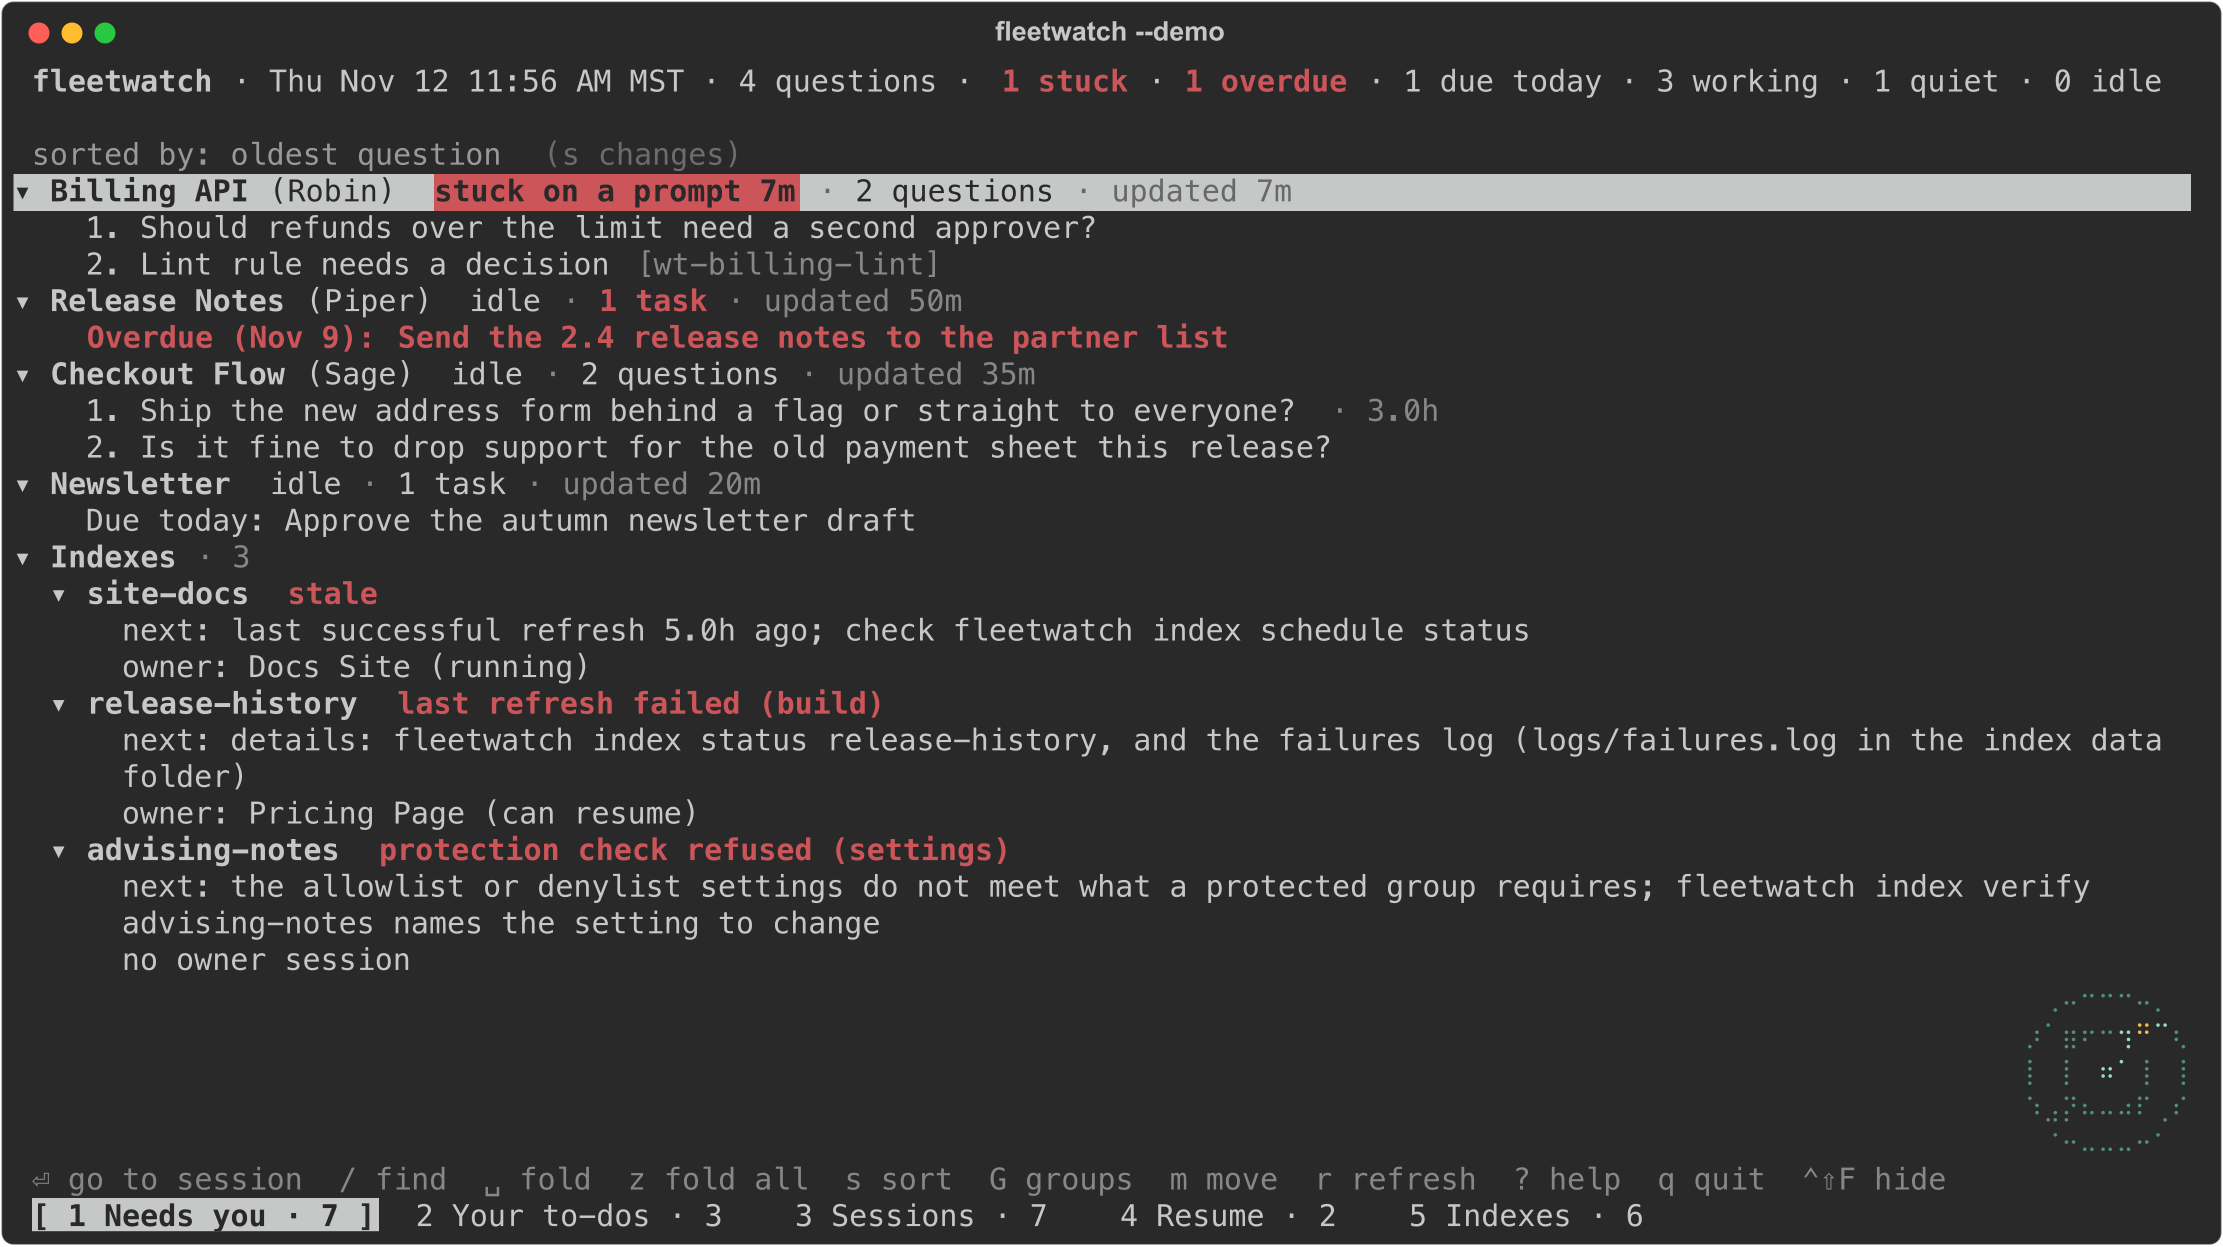 fleetwatch --demo
fleetwatch · Thu Nov 12 11:56 AM MST · 4 questions · 1 stuck · 1 overdue · 1 due today · 3 working · 1 quiet · 0 idle
sorted by: oldest question (s changes)
▾ Billing API (Robin) stuck on a prompt 7m · 2 questions · updated 7m
1. Should refunds over the limit need a second approver?
2. Lint rule needs a decision [wt-billing-lint]
▾ Release Notes (Piper) idle · 1 task · updated 50m
Overdue (Nov 9): Send the 2.4 release notes to the partner list
▾ Checkout Flow (Sage) idle · 2 questions · updated 35m
1. Ship the new address form behind a flag or straight to everyone? · 3.0h
2. Is it fine to drop support for the old payment sheet this release?
▾ Newsletter idle · 1 task · updated 20m
Due today: Approve the autumn newsletter draft
▾ Indexes · 3
▾ site-docs stale
next: last successful refresh 5.0h ago; check fleetwatch index schedule status
owner: Docs Site (running)
▾ release-history last refresh failed (build)
next: details: fleetwatch index status release-history, and the failures log (logs/failures.log in the index data
folder)
owner: Pricing Page (can resume)
▾ advising-notes protection check refused (settings)
next: the allowlist or denylist settings do not meet what a protected group requires; fleetwatch index verify
advising-notes names the setting to change
no owner session
⏎ go to session / find ␣ fold z fold all s sort G groups m move r refresh ? help q quit ^⇧F hide
[ 1 Needs you · 7 ] 2 Your to-dos · 3 3 Sessions · 7 4 Resume · 2 5 Indexes · 6